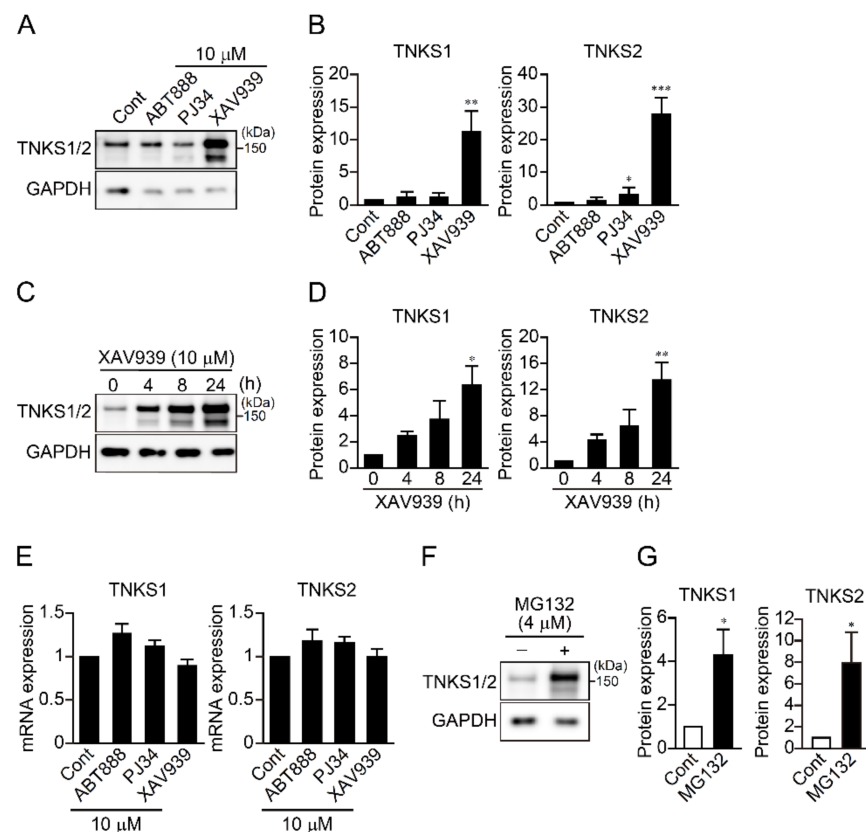 A
10 μM
Cont
ABT888
PJ34
XAV939
(kDa)
TNKS1/2
-150
GAPDH
B
TNKS1
Protein expression
20
15
10
5
0
**
Cont
ABT888
PJ34
XAV939
TNKS2
Protein expression
40
30
20
10
0
*
***
Cont
ABT888
PJ34
XAV939
C
XAV939 (10 μM)
0 4 8 24 (h)
(kDa)
TNKS1/2
-150
GAPDH
D
TNKS1
Protein expression
10
8
6
4
2
0
*
0 4 8 24
XAV939 (h)
TNKS2
Protein expression
20
16
12
8
4
0
**
0 4 8 24
XAV939 (h)
E
TNKS1
mRNA expression
1.5
1
0.5
0
Cont
ABT888
PJ34
XAV939
10 μM
TNKS2
mRNA expression
1.5
1
0.5
0
Cont
ABT888
PJ34
XAV939
10 μM
F
MG132
(4 μM)
– +
(kDa)
TNKS1/2
-150
GAPDH
G
TNKS1
Protein expression
6
4
2
0
*
Cont
MG132
TNKS2
Protein expression
12
10
8
6
4
2
0
*
Cont
MG132